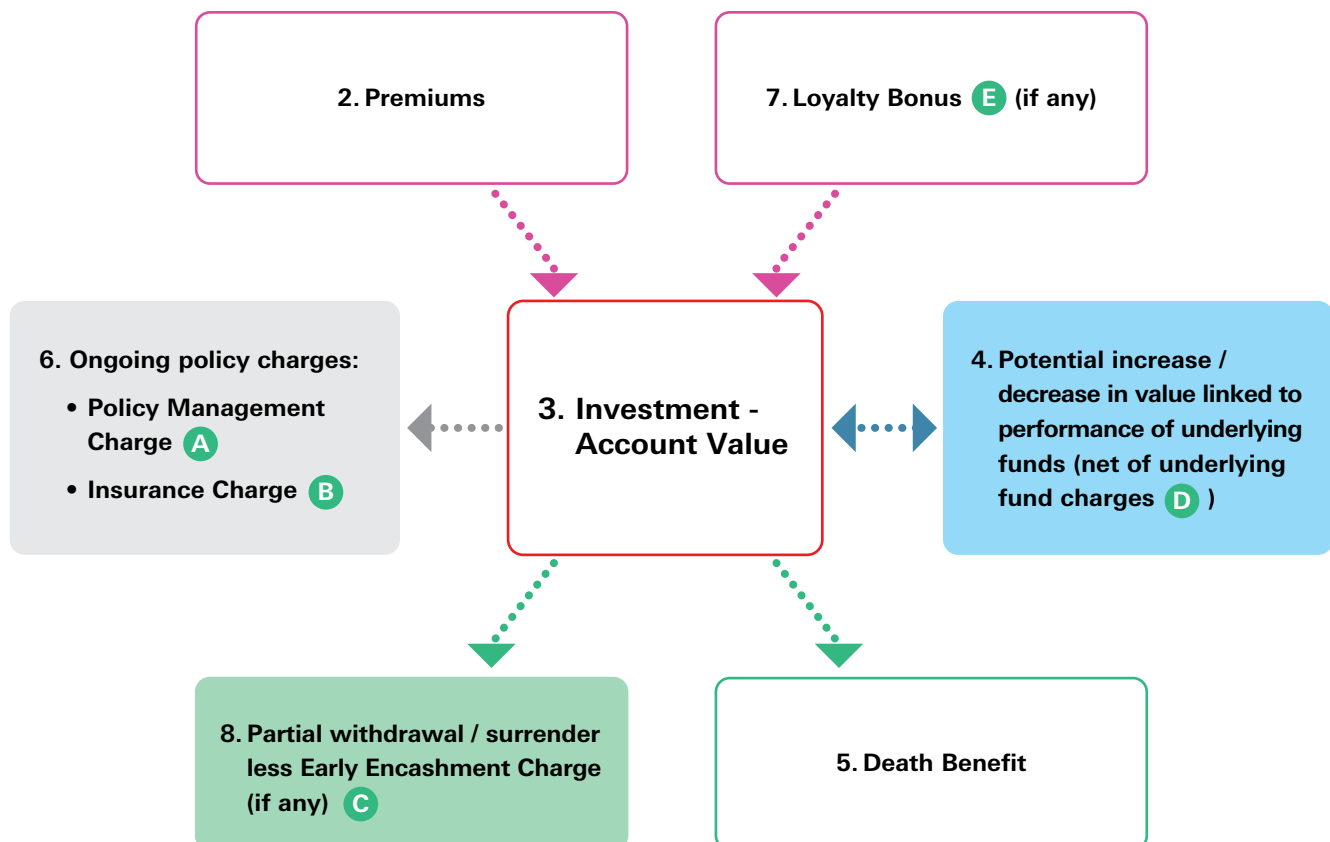 2. Premiums
7. Loyalty Bonus E (if any)
6. Ongoing policy charges:
• Policy Management
Charge A
• Insurance Charge B
3. Investment -
Account Value
4. Potential increase /
decrease in value linked to
performance of underlying
funds (net of underlying
fund charges D )
8. Partial withdrawal / surrender
less Early Encashment Charge
(if any) C
5. Death Benefit